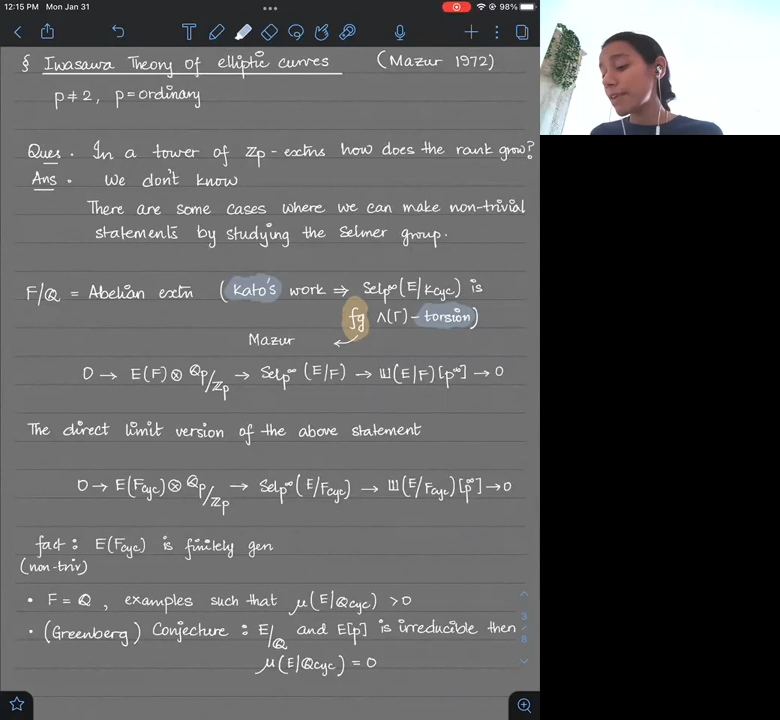 12:15 PM Mon Jan 31
98%
§ Iwasawa Theory of elliptic curves (Mazur 1972)
p ≠ 2, p = ordinary
Ques. In a tower of ℤp - extns how does the rank grow?
Ans. We don't know
There are some cases where we can make non-trivial
statements by studying the Selmer group.
F/Q = Abelian extn (Kato's work ⇒ Selp∞(E/Kcyc) is
fg Λ(Γ) - torsion)
Mazur ←
0 → E(F) ⊗ Qp/ℤp → Selp∞(E/F) → Ш(E/F)[p∞] → 0
The direct limit version of the above statement
0 → E(Fcyc) ⊗ Qp/ℤp → Selp∞(E/Fcyc) → Ш(E/Fcyc)[p∞] → 0
fact: E(Fcyc) is finitely gen
(non-triv)
• F = Q, examples such that μ(E/Qcyc) > 0
• (Greenberg) Conjecture: E/Q and E[p] is irreducible then
μ(E/Qcyc) = 0
3/8